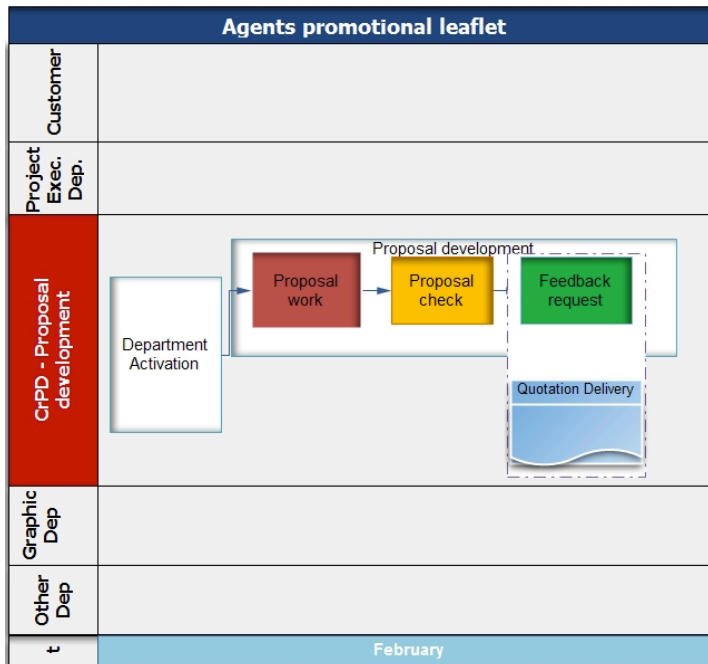 Agents promotional leaflet
Customer
Project
Exec.
Dep.
CrPD - Proposal
development
Department
Activation
Proposal development
Proposal
work
Proposal
check
Feedback
request
Quotation Delivery
Graphic
Dep
Other
Dep
t
February